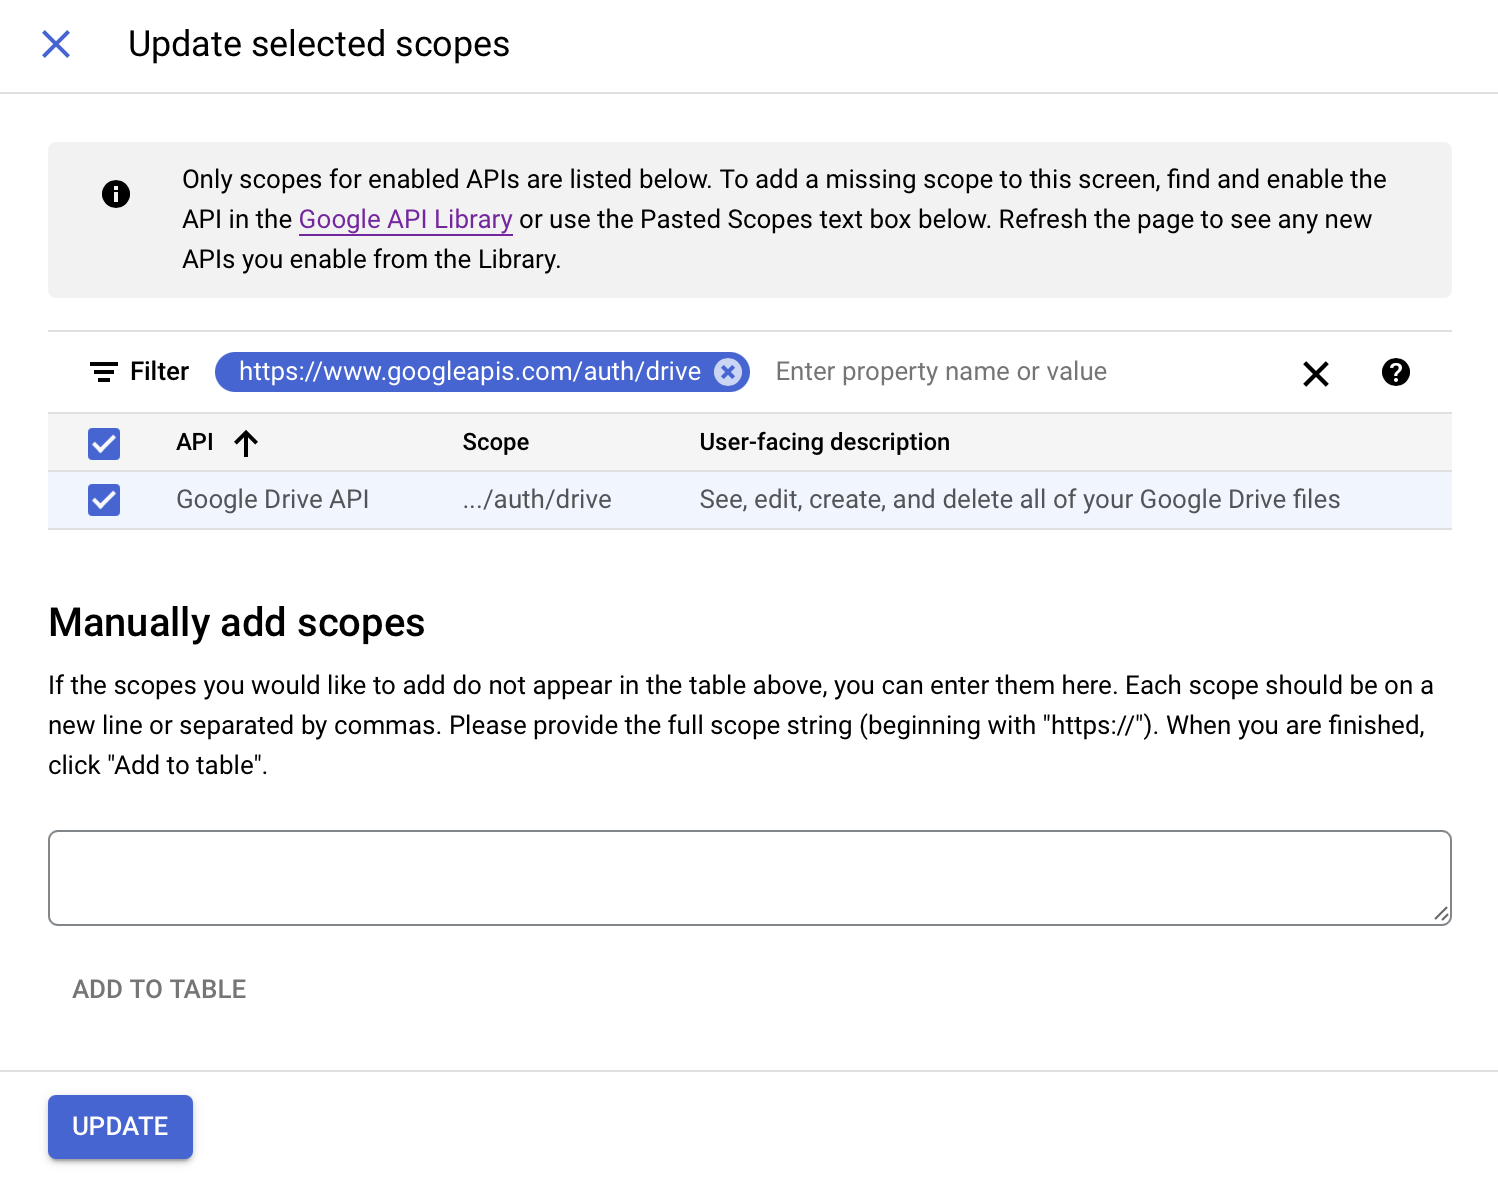 Update selected scopes
Only scopes for enabled APIs are listed below. To add a missing scope to this screen, find and enable the
API in the Google API Library or use the Pasted Scopes text box below. Refresh the page to see any new
APIs you enable from the Library.
Filter https://www.googleapis.com/auth/drive Enter property name or value
API Scope User-facing description
Google Drive API .../auth/drive See, edit, create, and delete all of your Google Drive files
Manually add scopes
If the scopes you would like to add do not appear in the table above, you can enter them here. Each scope should be on a
new line or separated by commas. Please provide the full scope string (beginning with "https://"). When you are finished,
click "Add to table".
ADD TO TABLE
UPDATE